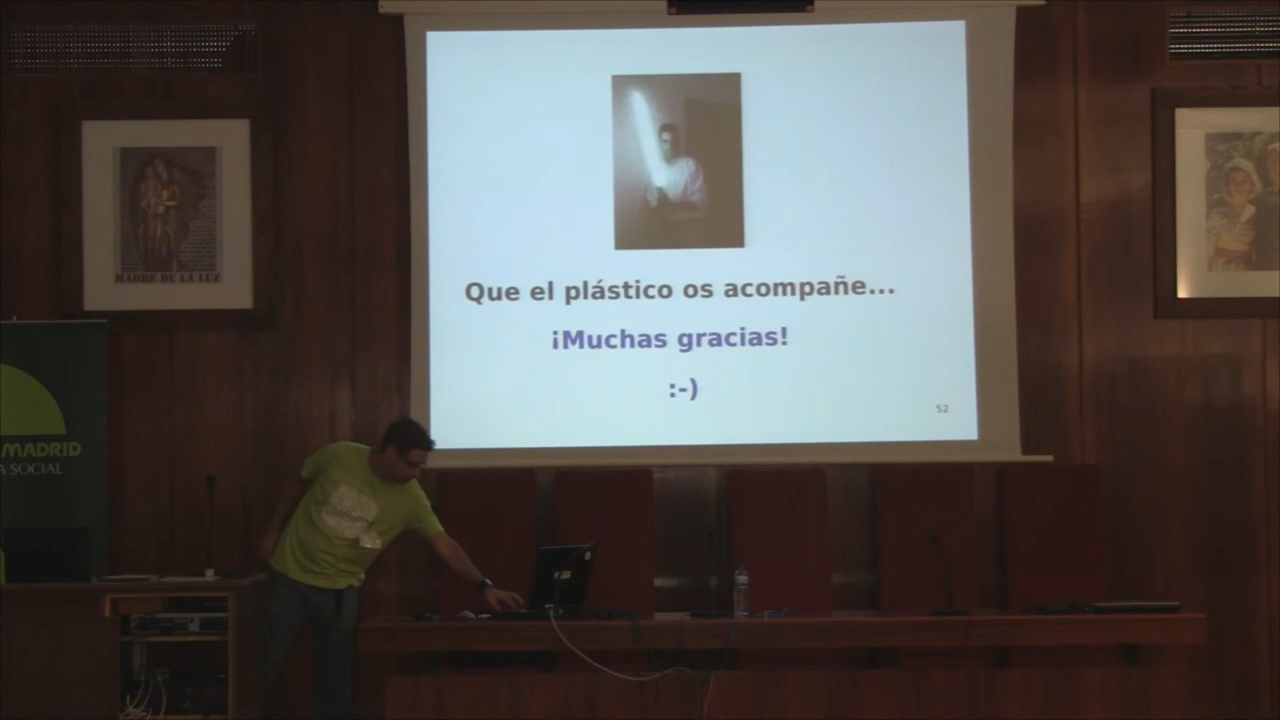 Que el plástico os acompañe...
¡Muchas gracias!
:-)
52
MADRE DE LA LUZ
MADRID
A SOCIAL